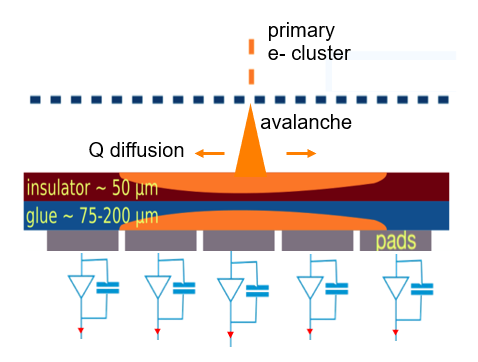 primary
e- cluster
avalanche
Q diffusion
insulator ~ 50 µm
glue ~ 75-200 µm
pads